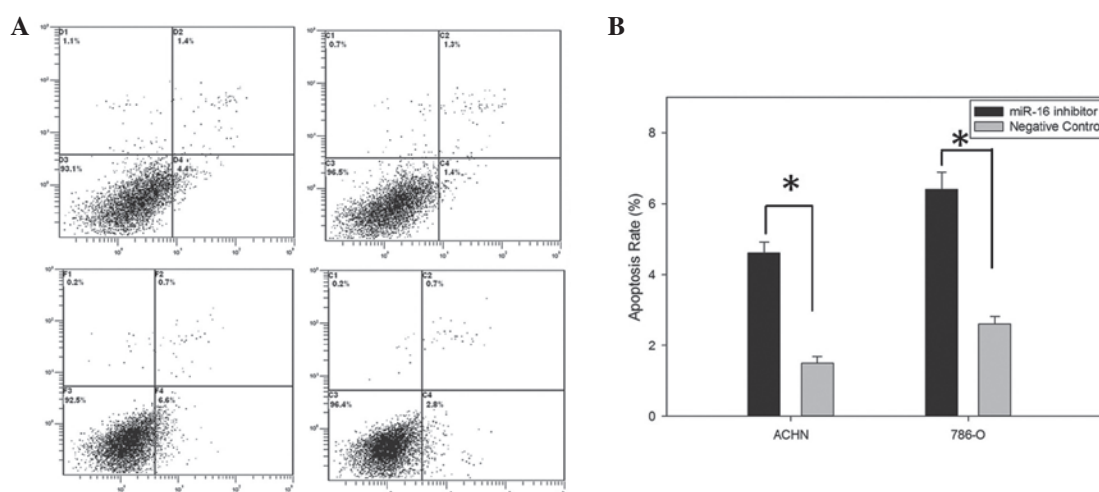 A
D1
1.1%
D2
1.4%
D3
93.1%
D4
4.4%
C1
0.7%
C2
1.3%
C3
96.5%
C4
1.4%
F1
0.2%
F2
0.7%
F3
92.5%
F4
6.6%
C1
0.2%
C2
0.7%
C3
96.4%
C4
2.8%
B
miR-16 inhibitor
Negative Control
*
*
Apoptosis Rate (%)
8
6
4
2
0
ACHN
786-O